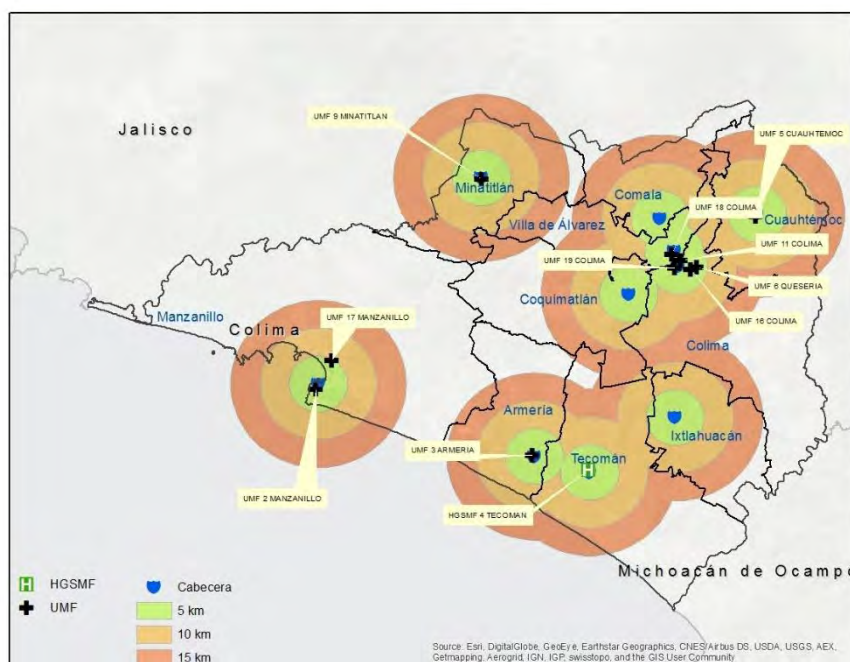 Jalisco
UMF 9 MINATITLAN
UMF 5 CUAUHTEMOC
Minatitlán
Comala
UMF 18 COLIMA
Villa de Álvarez
Cuauhtémoc
UMF 11 COLIMA
UMF 19 COLIMA
UMF 6 QUESERIA
Coquimatlán
UMF 16 COLIMA
Manzanillo
Colima
UMF 17 MANZANILLO
Colima
Armería
Ixtlahuacán
UMF 3 ARMERIA
Tecomán
H
UMF 2 MANZANILLO
HGSMF 4 TECOMAN
Michoacán de Ocampo
H HGSMF
UMF
Cabecera
5 km
10 km
15 km
Source: Esri, DigitalGlobe, GeoEye, Earthstar Geographics, CNES/Airbus DS, USDA, USGS, AEX,
Getmapping, Aerogrid, IGN, IGP, swisstopo, and the GIS User Community